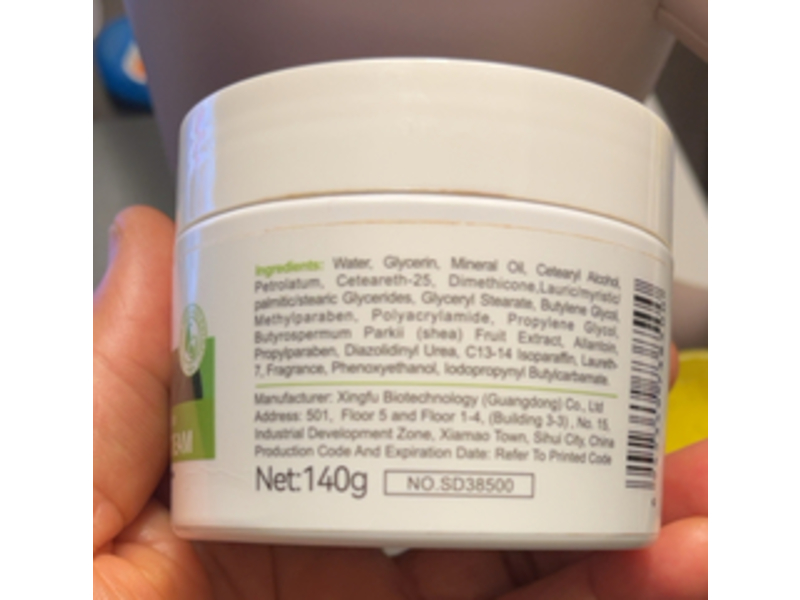 Ingredients: Water, Glycerin, Mineral Oil, Cetearyl Alcohol,
Petrolatum, Ceteareth-25, Dimethicone,Lauric/myristic/
palmitic/stearic Glycerides, Glyceryl Stearate, Butylene Glycol,
Methylparaben, Polyacrylamide, Propylene Glycol,
Butyrospermum Parkii (shea) Fruit Extract, Allantoin,
Propylparaben, Diazolidinyl Urea, C13-14 Isoparaffin, Laureth-
7, Fragrance, Phenoxyethanol, Iodopropynyl Butylcarbamate.
Manufacturer: Xingfu Biotechnology (Guangdong) Co., Ltd
Address: 501, Floor 5 and Floor 1-4, (Building 3-3) , No. 15,
Industrial Development Zone, Xiamao Town, Sihui City, China
Production Code And Expiration Date: Refer To Printed Code
Net:140g
NO.SD38500
EAM